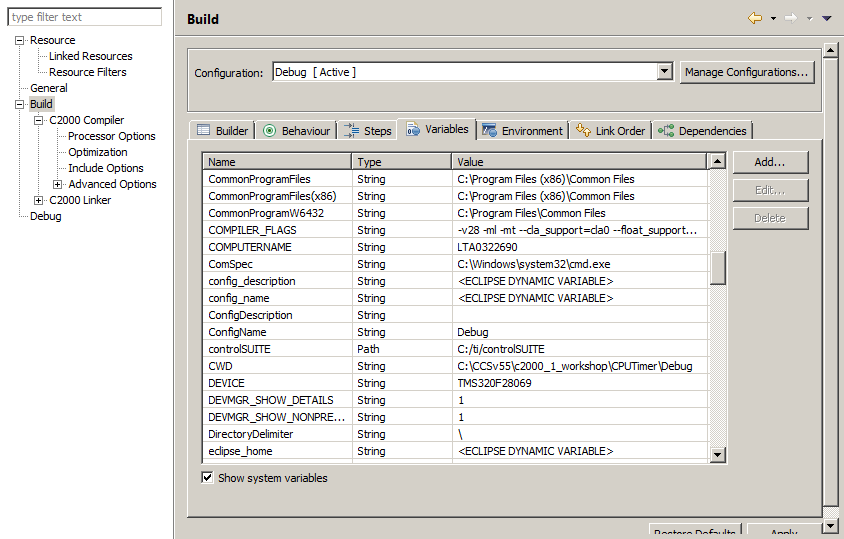 type filter text
Resource
Linked Resources
Resource Filters
General
Build
C2000 Compiler
Processor Options
Optimization
Include Options
Advanced Options
C2000 Linker
Debug
Build
Configuration: Debug [ Active ] Manage Configurations...
Builder Behaviour Steps Variables Environment Link Order Dependencies
Name Type Value
CommonProgramFiles String C:\Program Files (x86)\Common Files
CommonProgramFiles(x86) String C:\Program Files (x86)\Common Files
CommonProgramW6432 String C:\Program Files\Common Files
COMPILER_FLAGS String -v28 -ml -mt --cla_support=cla0 --float_support...
COMPUTERNAME String LTA0322690
ComSpec String C:\Windows\system32\cmd.exe
config_description String <ECLIPSE DYNAMIC VARIABLE>
config_name String <ECLIPSE DYNAMIC VARIABLE>
ConfigDescription String
ConfigName String Debug
controlSUITE Path C:/ti/controlSUITE
CWD String C:\CCSv55\c2000_1_workshop\CPUTimer\Debug
DEVICE String TMS320F28069
DEVMGR_SHOW_DETAILS String 1
DEVMGR_SHOW_NONPRE... String 1
DirectoryDelimiter String \
eclipse_home String <ECLIPSE DYNAMIC VARIABLE>
Add...
Edit...
Delete
Show system variables
Restore Defaults Apply